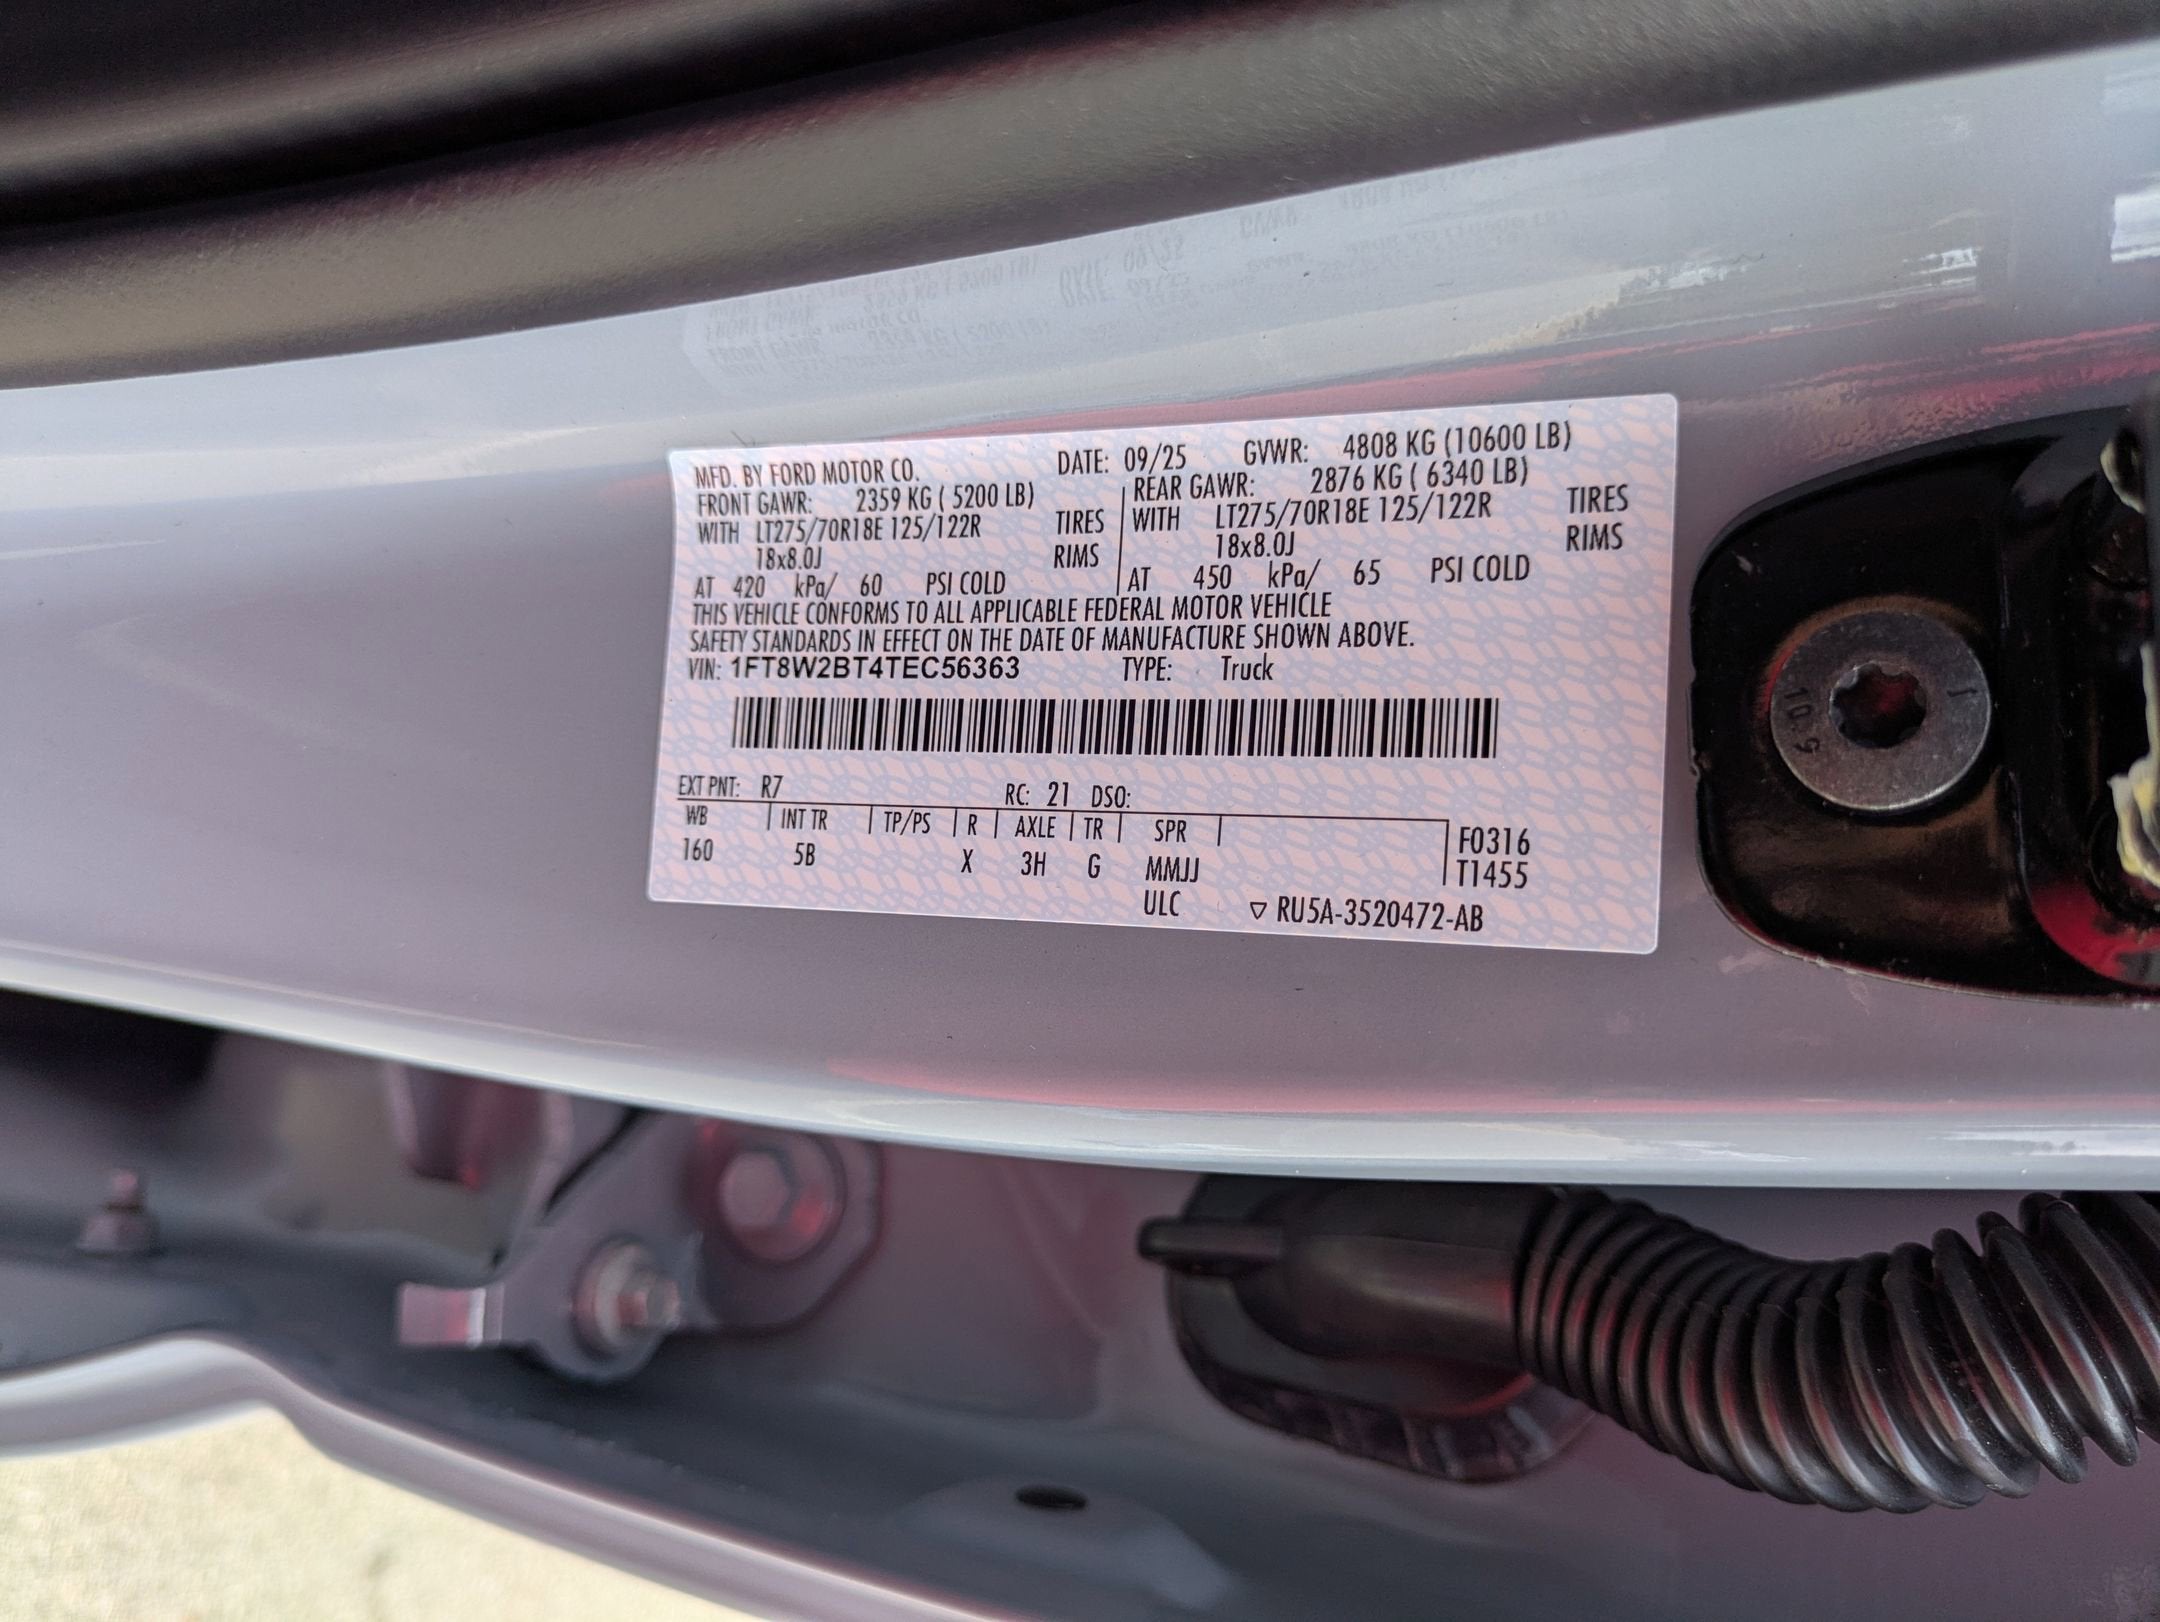 MFD. BY FORD MOTOR CO. DATE: 09/25 GVWR: 4808 KG (10600 LB)
FRONT GAWR: 2359 KG ( 5200 LB) REAR GAWR: 2876 KG ( 6340 LB)
WITH LT275/70R18E 125/122R TIRES WITH LT275/70R18E 125/122R TIRES
18x8.0J RIMS 18x8.0J RIMS
AT 420 kPa/ 60 PSI COLD AT 450 kPa/ 65 PSI COLD
THIS VEHICLE CONFORMS TO ALL APPLICABLE FEDERAL MOTOR VEHICLE
SAFETY STANDARDS IN EFFECT ON THE DATE OF MANUFACTURE SHOWN ABOVE.
VIN: 1FT8W2BT4TEC56363 TYPE: Truck
EXT PNT: R7 RC: 21 DSO:
WB INT TR TP/PS R AXLE TR SPR
160 5B X 3H G MMJJ
F0316
T1455
ULC ▽ RU5A-3520472-AB
10.9